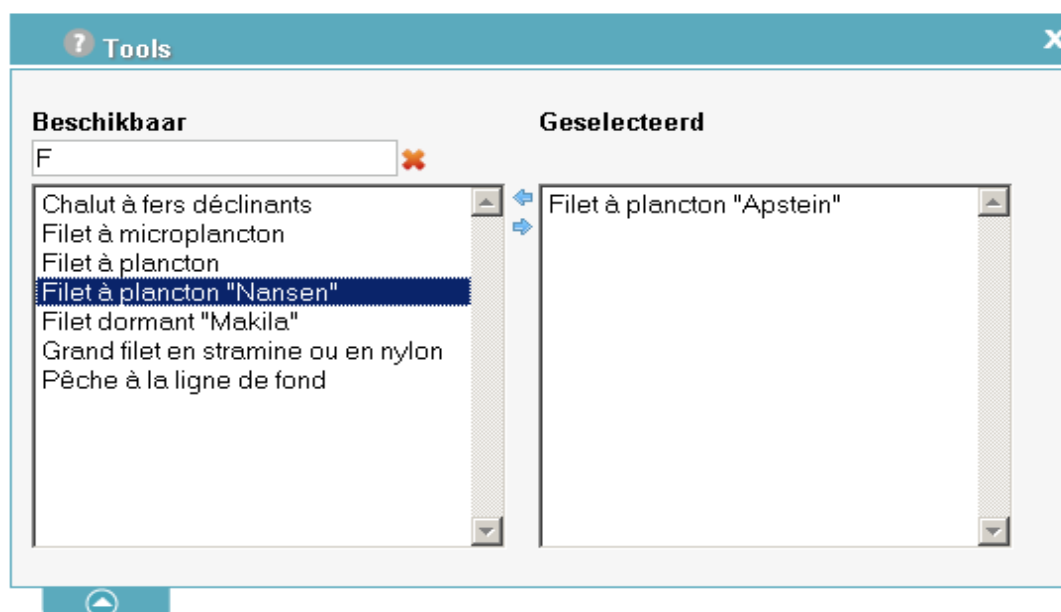 Tools
Beschikbaar
Geselecteerd
F
Chalut à fers déclinants
Filet à microplancton
Filet à plancton
Filet à plancton "Nansen"
Filet dormant "Makila"
Grand filet en stramine ou en nylon
Pêche à la ligne de fond
Filet à plancton "Apstein"